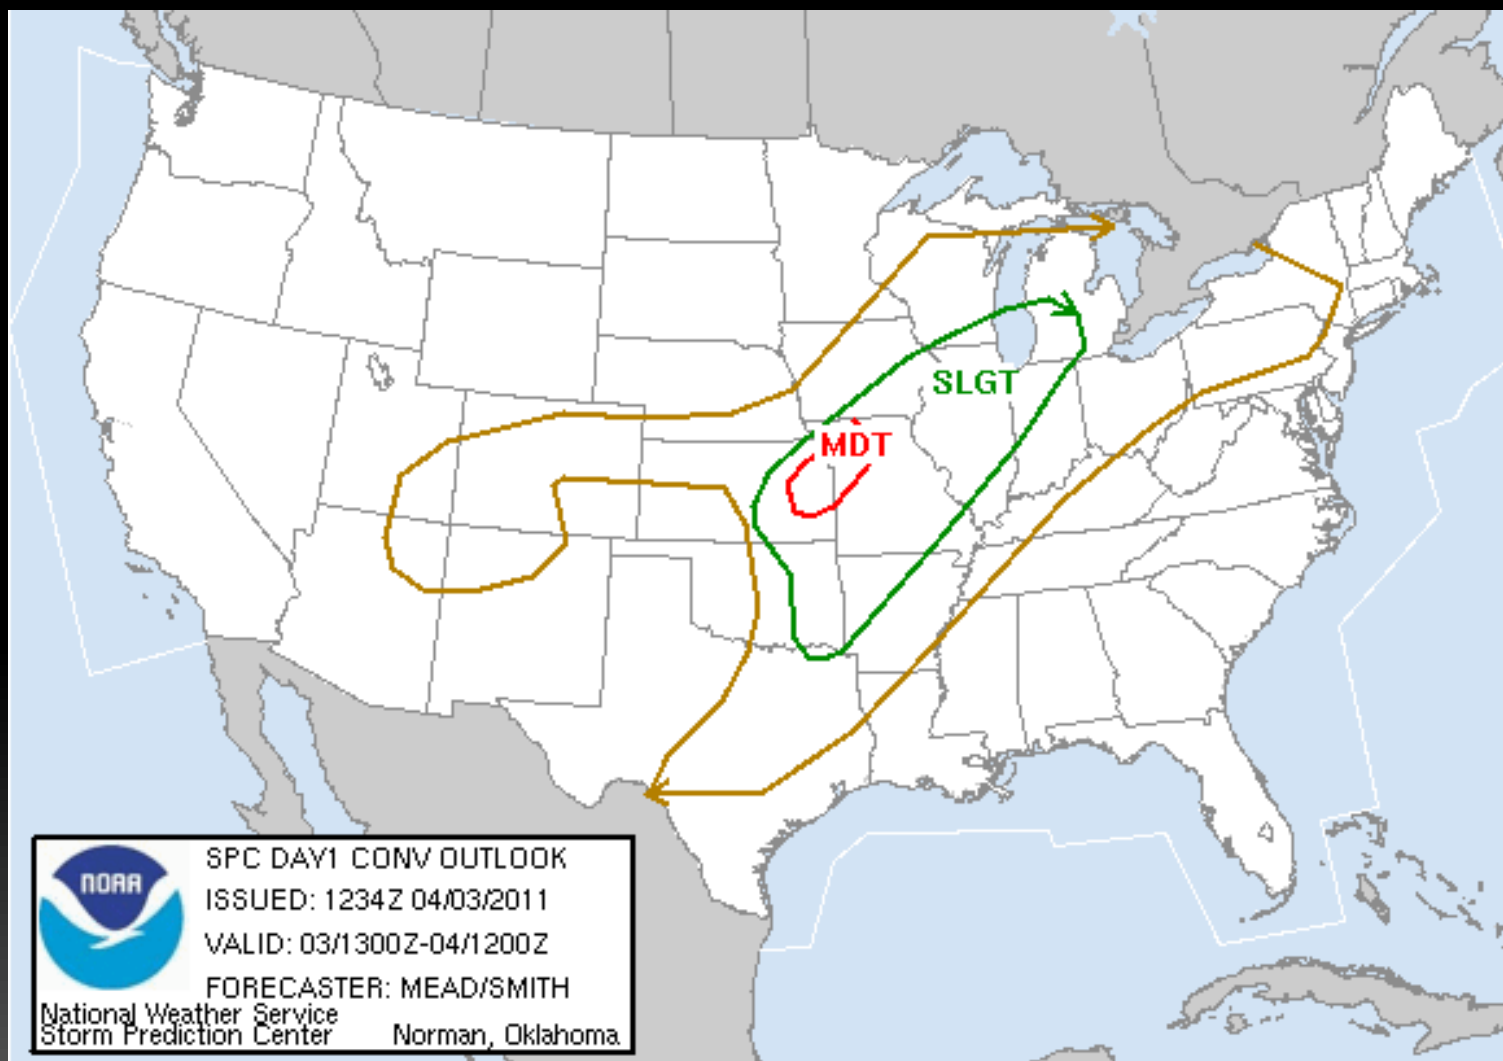 SLGT
MDT
NOAA
SPC DAY1 CONV OUTLOOK
ISSUED: 1234Z 04/03/2011
VALID: 03/1300Z-04/1200Z
FORECASTER: MEAD/SMITH
National Weather Service
Storm Prediction Center Norman, Oklahoma